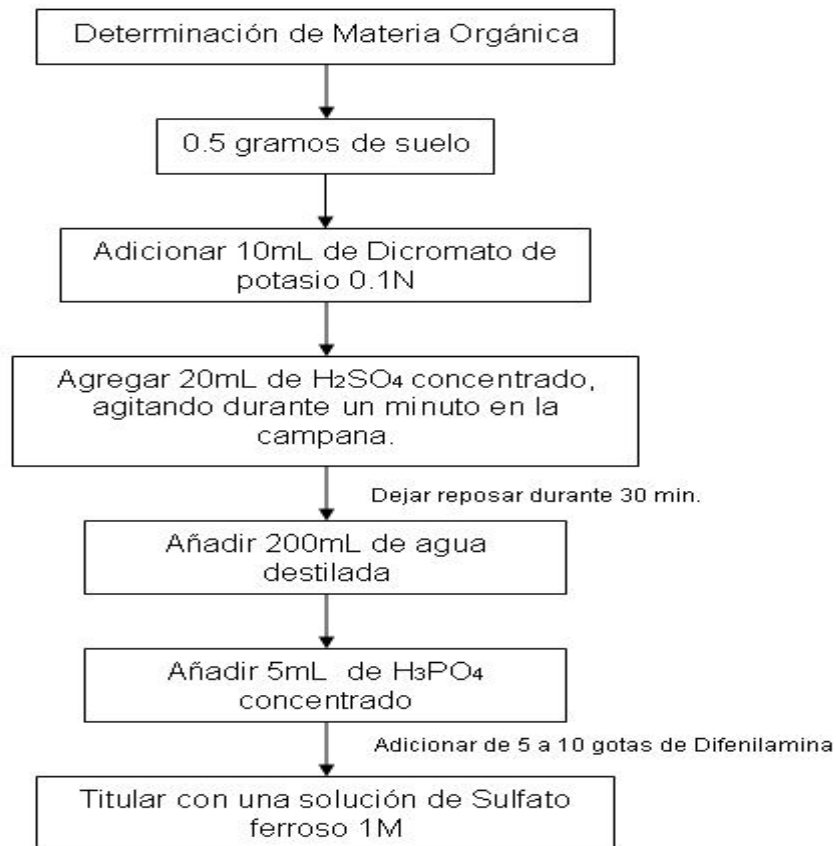 Determinación de Materia Orgánica
0.5 gramos de suelo
Adicionar 10mL de Dicromato de
potasio 0.1N
Agregar 20mL de H₂SO₄ concentrado,
agitando durante un minuto en la
campana.
Dejar reposar durante 30 min.
Añadir 200mL de agua
destilada
Añadir 5mL de H₃PO₄
concentrado
Adicionar de 5 a 10 gotas de Difenilamina
Titular con una solución de Sulfato
ferroso 1M